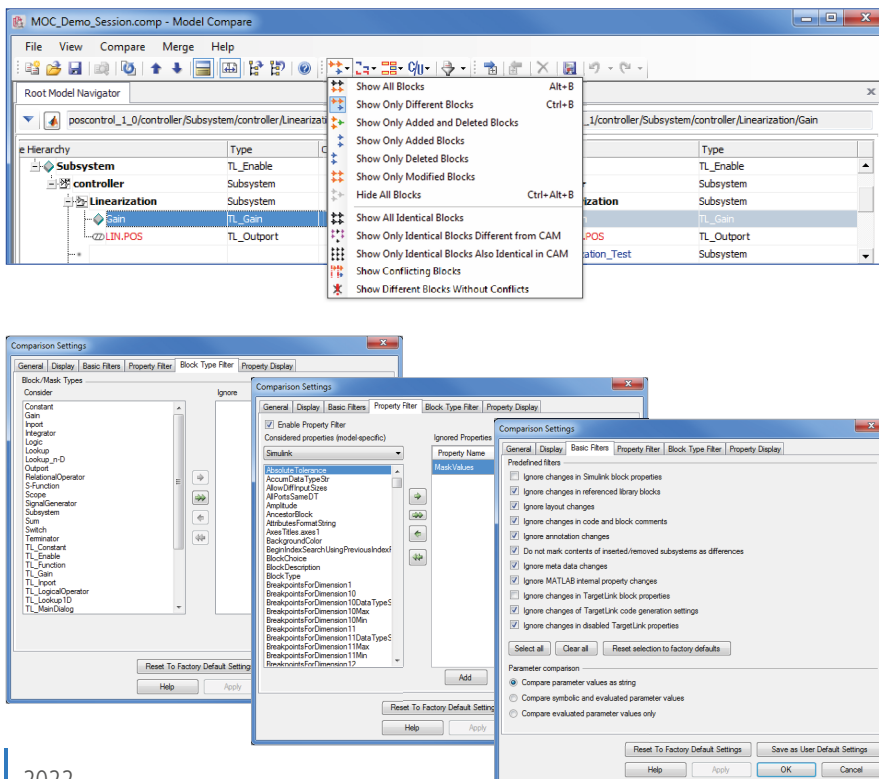 MOC_Demo_Session.comp - Model Compare
File View Compare Merge Help
Root Model Navigator
poscontrol_1_0/controller/Subsystem/controller/Linearizati
_1/controller/Subsystem/controller/Linearization/Gain
e Hierarchy Type
Type
Subsystem TL_Enable
TL_Enable
controller Subsystem
Subsystem
Linearization Subsystem
ization Subsystem
Gain TL_Gain
TL_Gain
LIN.POS TL_Outport
.POS TL_Outport
ation_Test Subsystem
Show All Blocks Alt+B
Show Only Different Blocks Ctrl+B
Show Only Added and Deleted Blocks
Show Only Added Blocks
Show Only Deleted Blocks
Show Only Modified Blocks
Hide All Blocks Ctrl+Alt+B
Show All Identical Blocks
Show Only Identical Blocks Different from CAM
Show Only Identical Blocks Also Identical in CAM
Show Conflicting Blocks
Show Different Blocks Without Conflicts
Comparison Settings
General Display Basic Filters Property Filter Block Type Filter Property Display
Block/Mask Types
Consider Ignore
Constant
Gain
Inport
Integrator
Logic
Lookup
Lookup_n-D
Outport
RelationalOperator
S-Function
Scope
SignalGenerator
Subsystem
Sum
Switch
Terminator
TL_Constant
TL_Enable
TL_Function
TL_Gain
TL_Inport
TL_LogicalOperator
TL_Lookup1D
TL_MainDialog
Reset To Factory Default Setting
Help Apply
Comparison Settings
General Display Basic Filters Property Filter Block Type Filter Property Display
Enable Property Filter
Considered properties (model-specific) Ignored Properties
Simulink Property Name
MaskValues
AbsoluteTolerance
AccumDataTypeStr
AllowDiffInputSizes
AllPortsSameDT
Amplitude
AncestorBlock
AttributesFormatString
AxesTitles.axes1
BackgroundColor
BeginIndexSearchUsingPreviousIndexF
BlockChoice
BlockDescription
BlockType
BreakpointsForDimension1
BreakpointsForDimension10
BreakpointsForDimension10DataTypeS
BreakpointsForDimension10Max
BreakpointsForDimension10Min
BreakpointsForDimension11
BreakpointsForDimension11DataTypeS
BreakpointsForDimension11Max
BreakpointsForDimension11Min
BreakpointsForDimension12
Add
Reset To Factory Default Setting
Help Apply
Comparison Settings
General Display Basic Filters Property Filter Block Type Filter Property Display
Predefined filters
Ignore changes in Simulink block properties
Ignore changes in referenced library blocks
Ignore layout changes
Ignore changes in code and block comments
Ignore annotation changes
Do not mark contents of inserted/removed subsystems as differences
Ignore meta data changes
Ignore MATLAB internal property changes
Ignore changes in TargetLink block properties
Ignore changes of TargetLink code generation settings
Ignore changes in disabled TargetLink properties
Select all Clear all Reset selection to factory defaults
Parameter comparison
Compare parameter values as string
Compare symbolic and evaluated parameter values
Compare evaluated parameter values only
Reset To Factory Default Settings Save as User Default Settings
Help Apply OK Cancel
2022